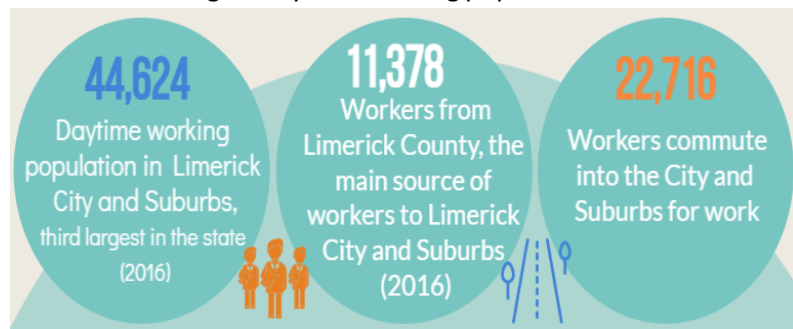 44,624
Daytime working
population in Limerick
City and Suburbs,
third largest in the state
(2016)
11,378
Workers from
Limerick County, the
main source of
workers to Limerick
City and Suburbs
(2016)
22,716
Workers commute
into the City and
Suburbs for work